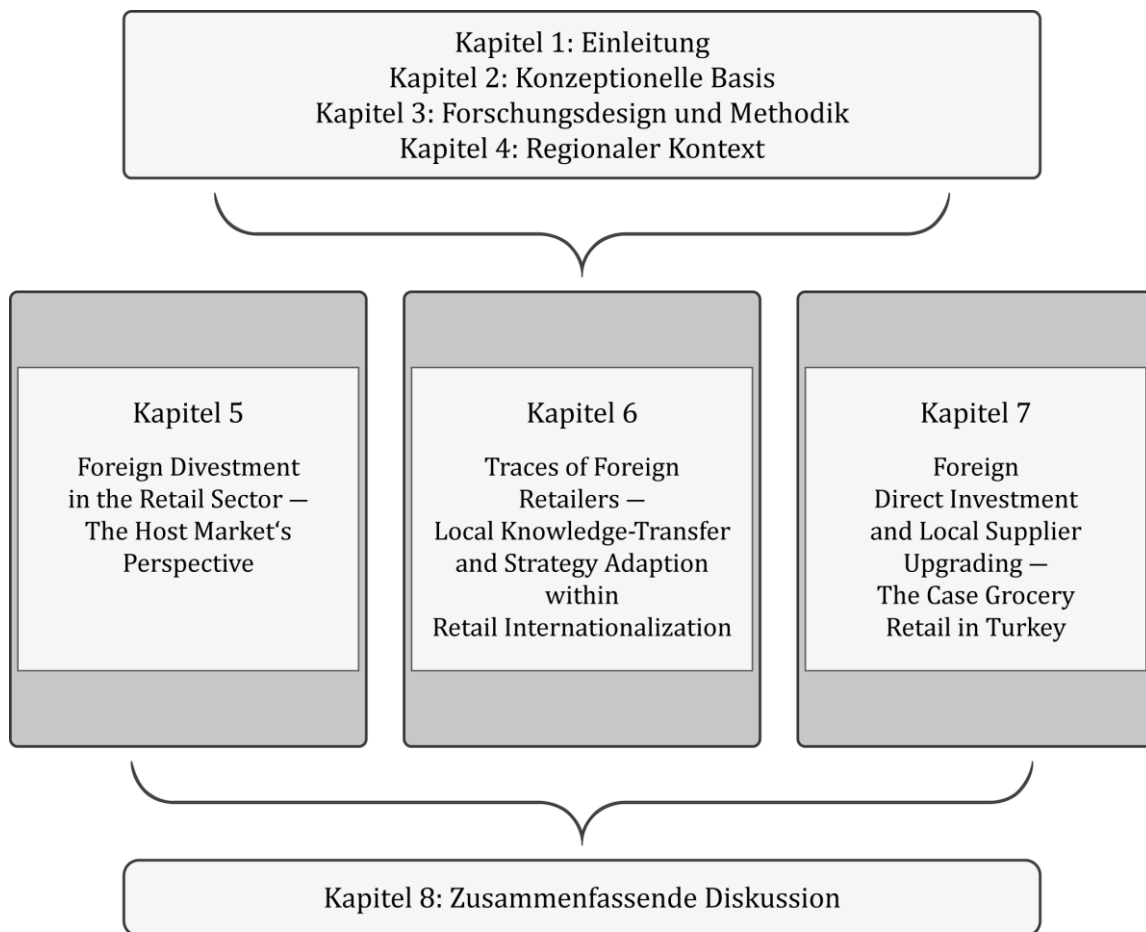 Kapitel 1: Einleitung
Kapitel 2: Konzeptionelle Basis
Kapitel 3: Forschungsdesign und Methodik
Kapitel 4: Regionaler Kontext
Kapitel 5
Foreign Divestment
in the Retail Sector —
The Host Market‘s
Perspective
Kapitel 6
Traces of Foreign
Retailers —
Local Knowledge-Transfer
and Strategy Adaption
within
Retail Internationalization
Kapitel 7
Foreign
Direct Investment
and Local Supplier
Upgrading —
The Case Grocery
Retail in Turkey
Kapitel 8: Zusammenfassende Diskussion